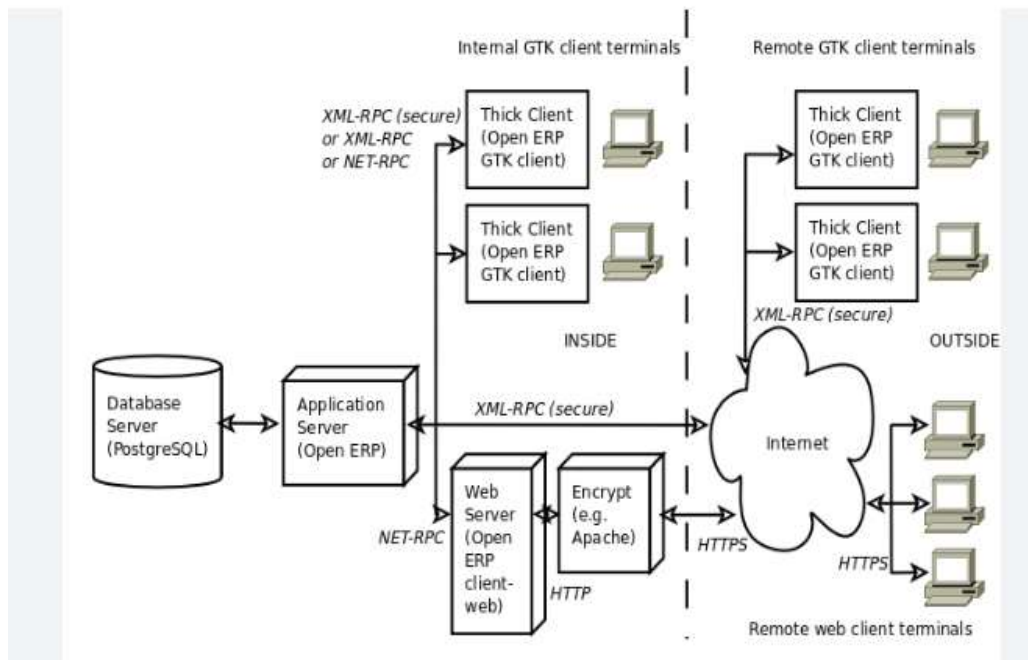 Internal GTK client terminals
Remote GTK client terminals
XML-RPC (secure)
or XML-RPC
or NET-RPC
Thick Client
(Open ERP
GTK client)
Thick Client
(Open ERP
GTK client)
Thick Client
(Open ERP
GTK client)
Thick Client
(Open ERP
GTK client)
XML-RPC (secure)
INSIDE
OUTSIDE
Database
Server
(PostgreSQL)
Application
Server
(Open ERP)
XML-RPC (secure)
Internet
Web
Server
(Open
ERP
client-
web)
Encrypt
(e.g.
Apache)
NET-RPC
HTTP
HTTPS
HTTPS
Remote web client terminals